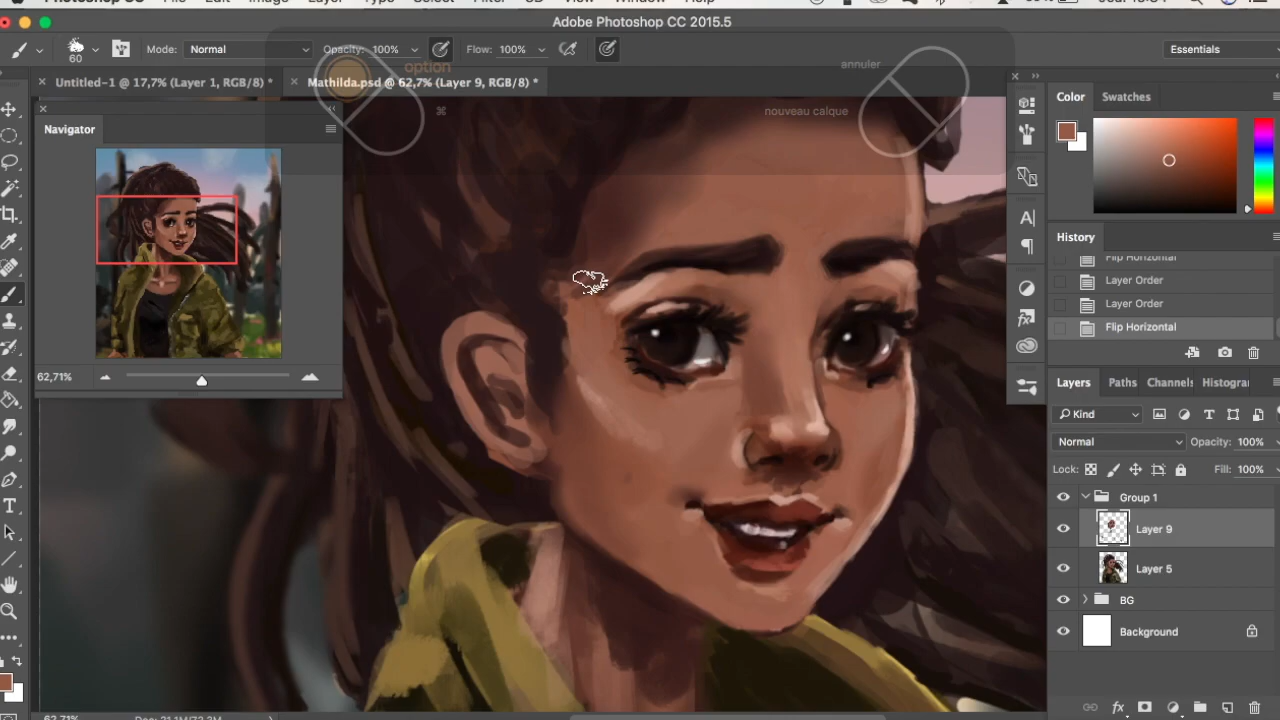 Adobe Photoshop CC 2015.5
60
Mode: Normal
Opacity: 100%
Flow: 100%
Essentials
option
annuler
⌘
nouveau calque
× Untitled-1 @ 17,7% (Layer 1, RGB/8) *
× Mathilda.psd @ 62,7% (Layer 9, RGB/8) *
Navigator
62,71%
Color
Swatches
History
Flip Horizontal
Layer Order
Layer Order
Flip Horizontal
Layers
Paths
Channels
Kind
Normal
Opacity: 100%
Lock:
Fill: 100%
Group 1
Layer 9
Layer 5
BG
Background